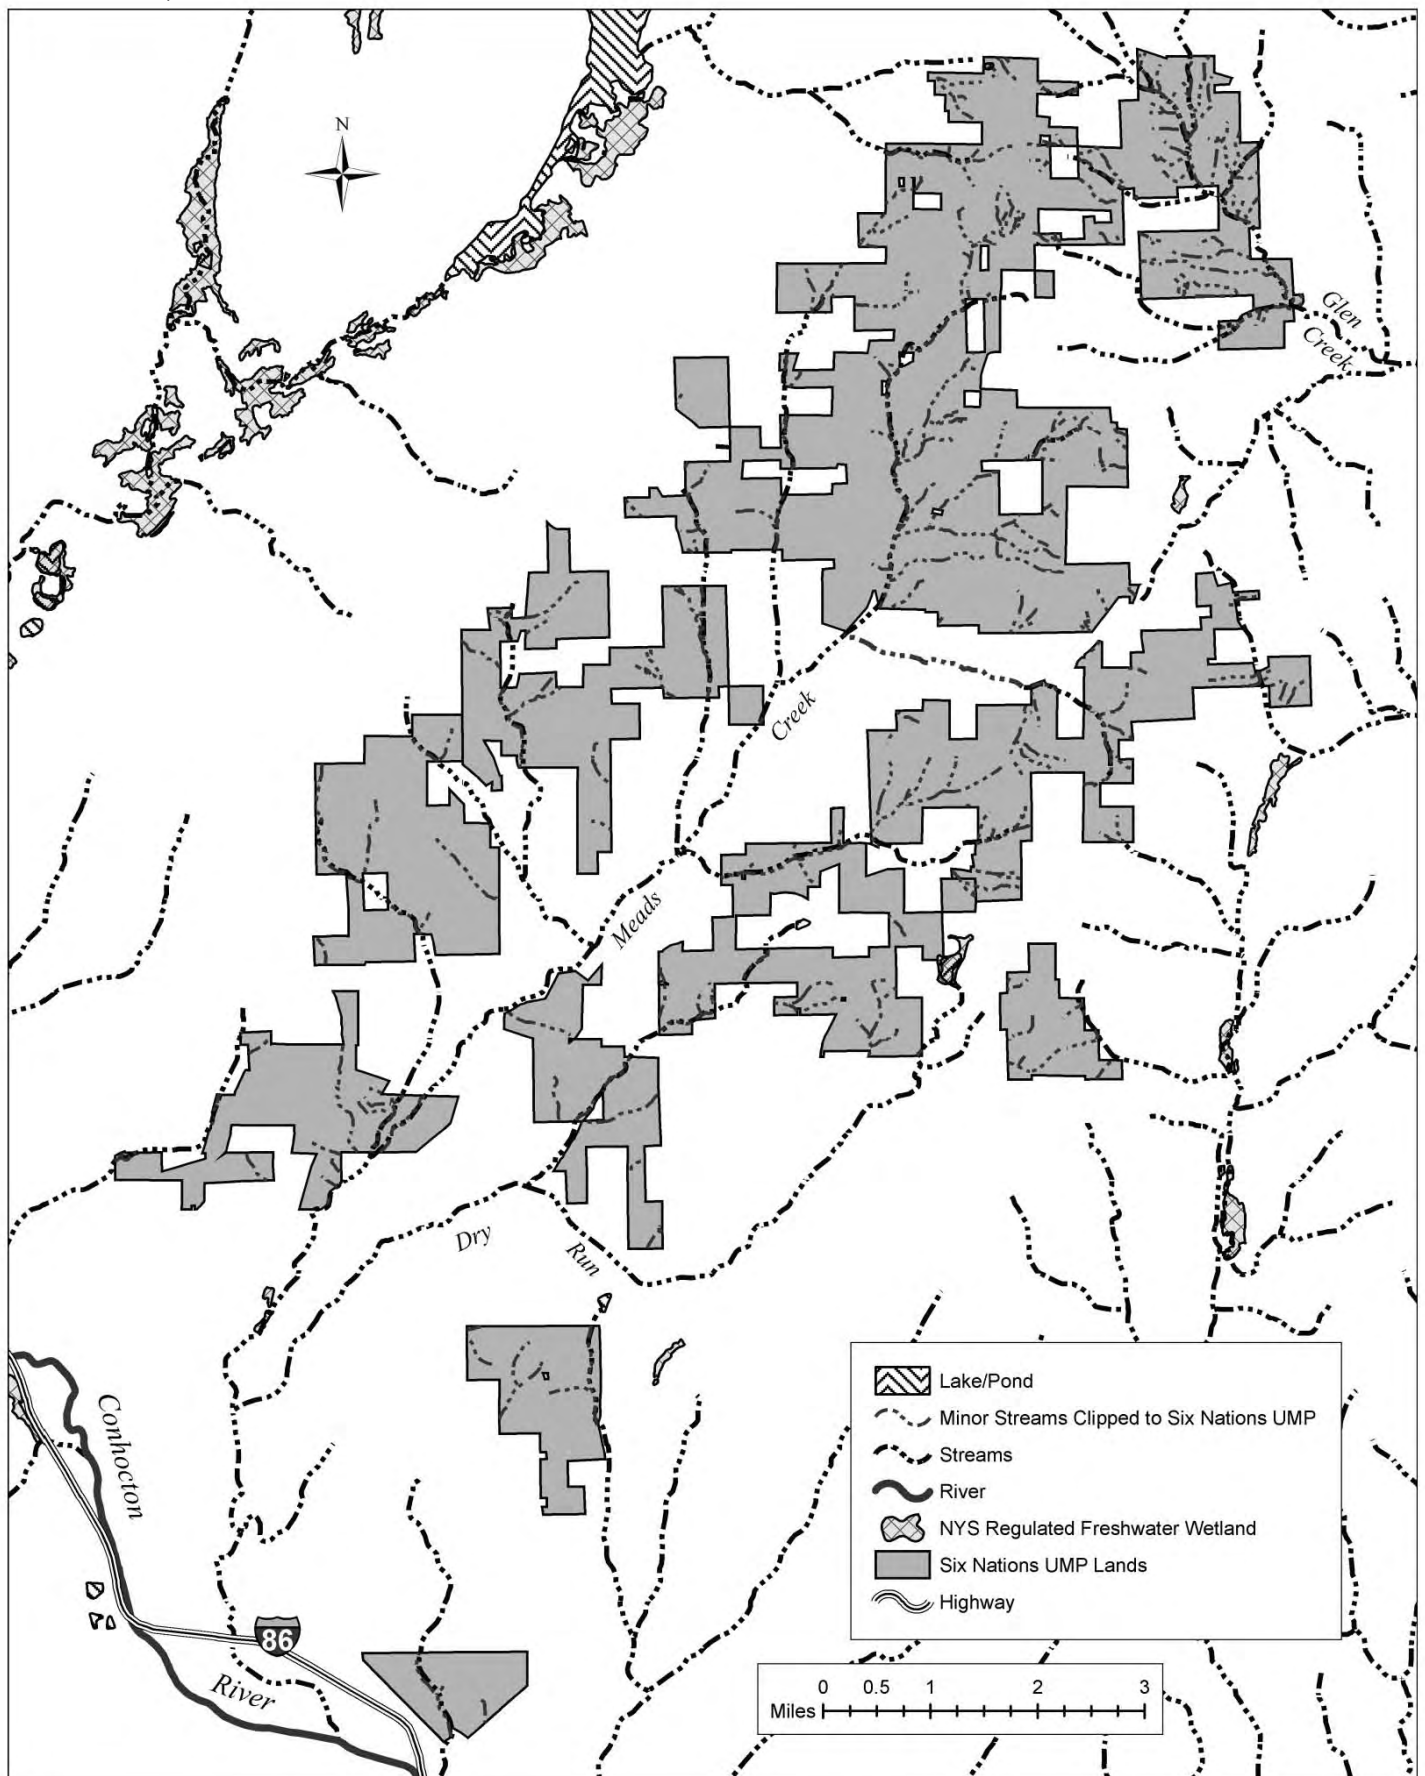 N
Glen
Creek
Creek
Meads
Dry
Run
Conhocton
River
86
Lake/Pond
Minor Streams Clipped to Six Nations UMP
Streams
River
NYS Regulated Freshwater Wetland
Six Nations UMP Lands
Highway
0 0.5 1 2 3
Miles